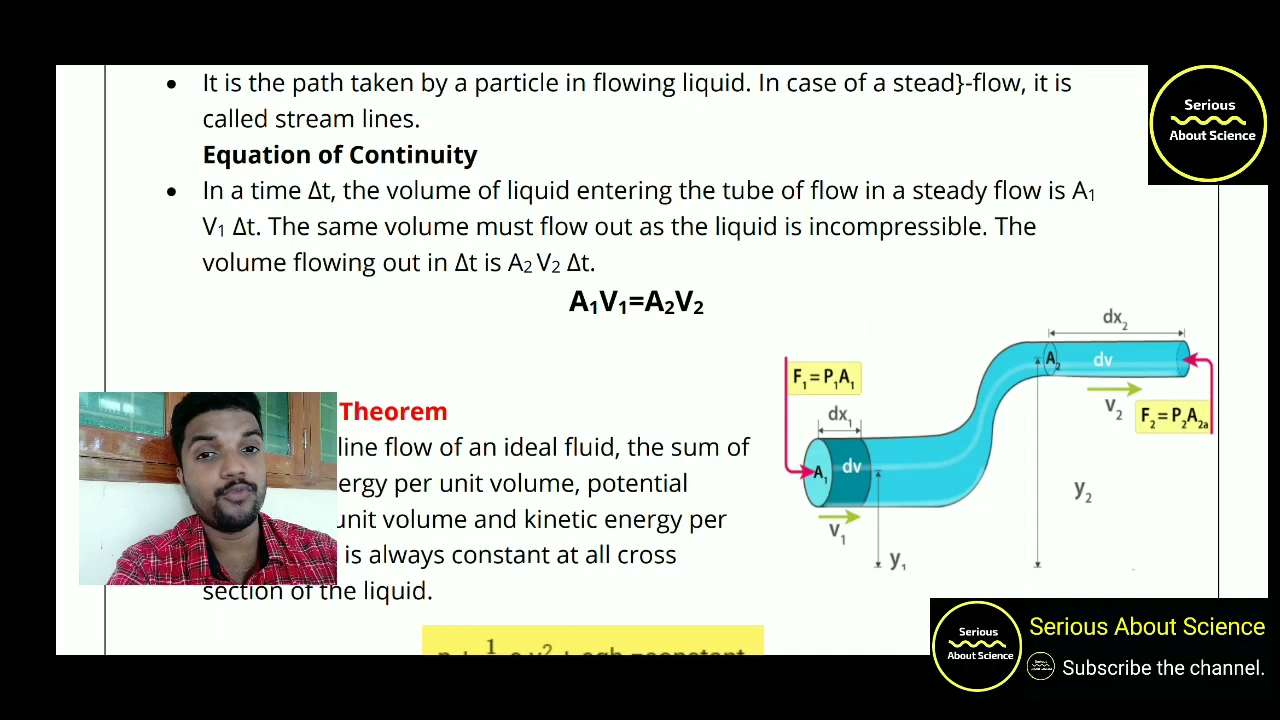 It is the path taken by a particle in flowing liquid. In case of a stead}-flow, it is
called stream lines.
Equation of Continuity
In a time Δt, the volume of liquid entering the tube of flow in a steady flow is A₁
V₁ Δt. The same volume must flow out as the liquid is incompressible. The
volume flowing out in Δt is A₂ V₂ Δt.
A₁V₁=A₂V₂
Theorem
line flow of an ideal fluid, the sum of
ergy per unit volume, potential
unit volume and kinetic energy per
is always constant at all cross
section of the liquid.
F₁ = P₁A₁
dx₁
A₁
dv
V₁
y₁
dx₂
A₂
dv
V₂
F₂ = P₂A₂ₐ
y₂
Serious
About Science
Serious
About Science
Serious About Science
Subscribe the channel.